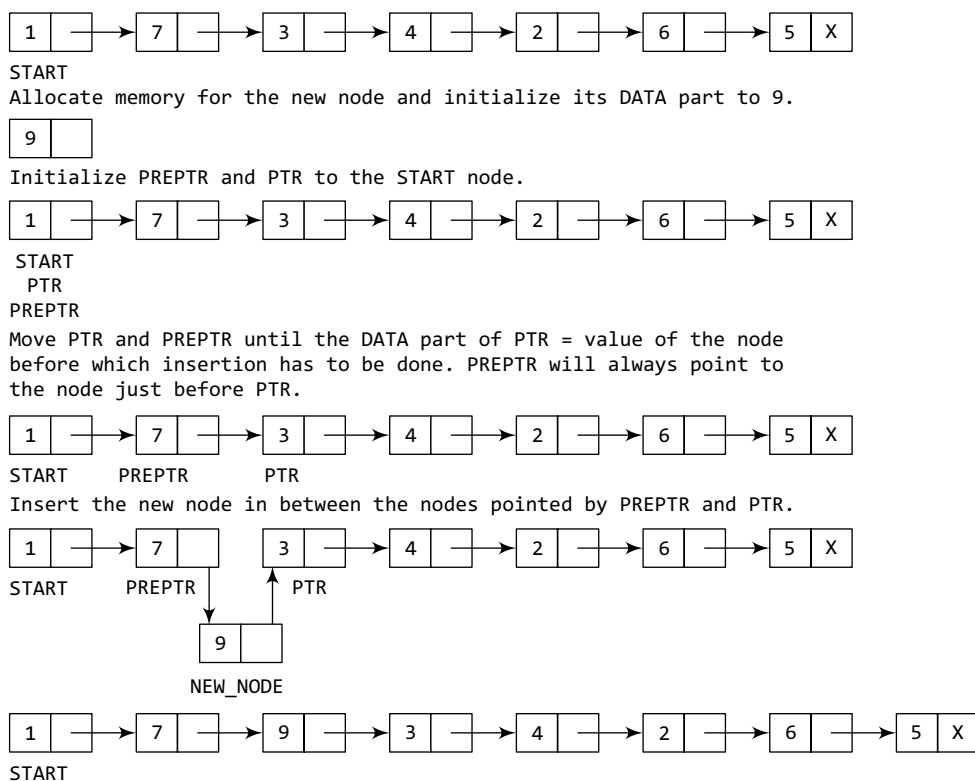 1 7 3 4 2 6 5 X
START
Allocate memory for the new node and initialize its DATA part to 9.
9
Initialize PREPTR and PTR to the START node.
1 7 3 4 2 6 5 X
START
PTR
PREPTR
Move PTR and PREPTR until the DATA part of PTR = value of the node
before which insertion has to be done. PREPTR will always point to
the node just before PTR.
1 7 3 4 2 6 5 X
START PREPTR PTR
Insert the new node in between the nodes pointed by PREPTR and PTR.
1 7 3 4 2 6 5 X
START PREPTR PTR
9
NEW_NODE
1 7 9 3 4 2 6 5 X
START